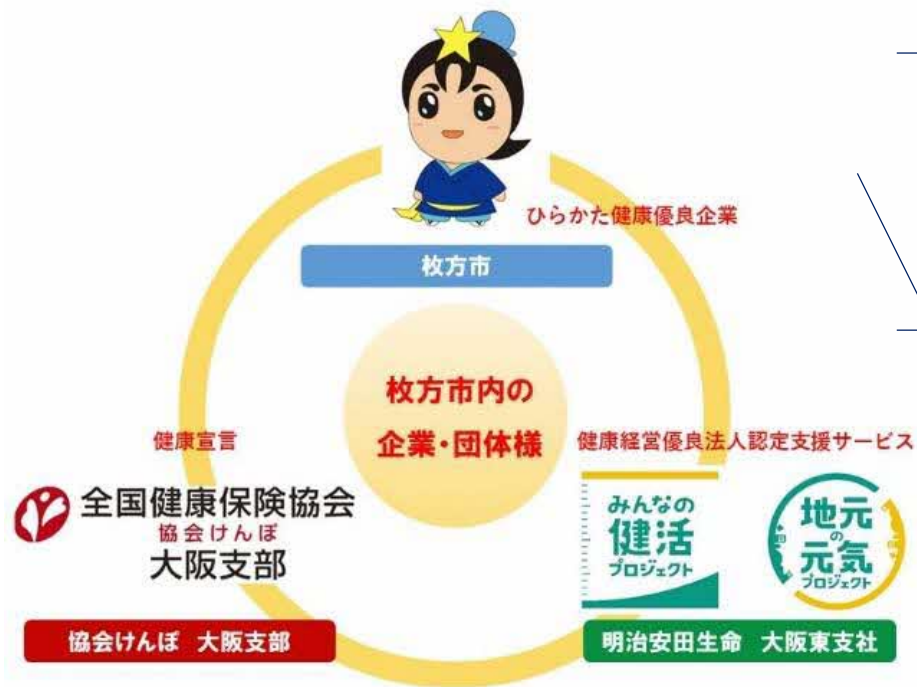 ひらかた健康優良企業
枚方市
枚方市内の
企業・団体様
健康宣言
全国健康保険協会
協会けんぽ
大阪支部
協会けんぽ 大阪支部
健康経営優良法人認定支援サービス
みんなの
健活
プロジェクト
地元
の
元気
プロジェクト
明治安田生命 大阪東支社